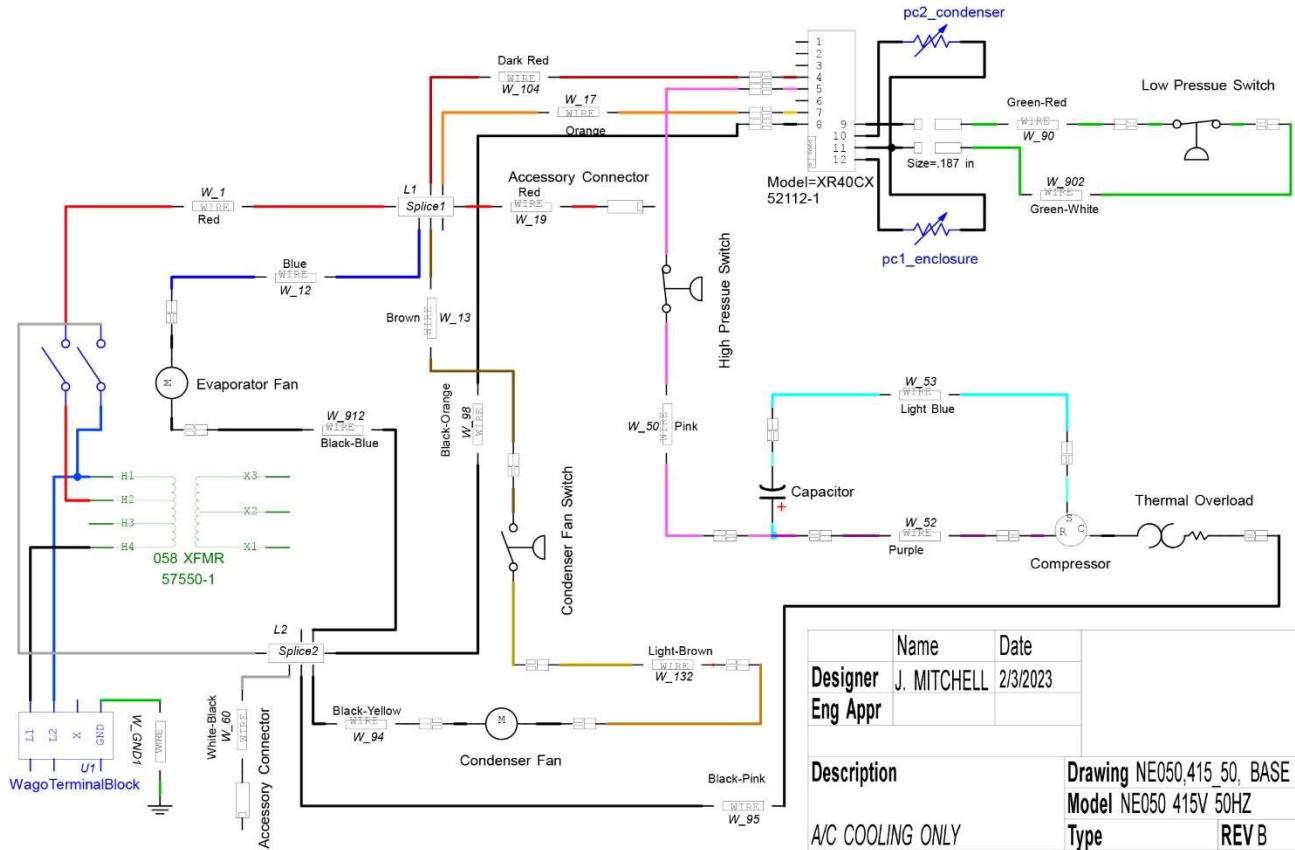 pc2_condenser
1
2
3
4
5
6
7
8
9
10
11
12
Model=XR40CX
52112-1
Dark Red
WIRE
W_104
W_17
WIRE
Orange
Low Pressue Switch
Green-Red
WIRE
W_90
Size=.187 in
W_902
WIRE
Green-White
pc1_enclosure
W_1
WIRE
Red
L1
Splice1
Accessory Connector
Red
WIRE
W_19
Blue
WIRE
W_12
Brown
WIRE
W_13
High Pressue Switch
M
Evaporator Fan
W_912
WIRE
Black-Blue
Black-Orange
W_98
WIRE
W_50
WIRE
Pink
W_53
WIRE
Light Blue
Capacitor
+
W_52
WIRE
Purple
S
R
C
Compressor
Thermal Overload
H1
H2
H3
H4
X3
X2
X1
058 XFMR
57550-1
Condenser Fan Switch
L2
Splice2
Light-Brown
WIRE
W_132
White-Black
W_60
WIRE
Accessory Connector
Black-Yellow
WIRE
W_94
M
Condenser Fan
Black-Pink
WIRE
W_95
L1
L2
X
GND
U1
WagoTerminalBlock
W_GND1
WIRE
Name Date
Designer J. MITCHELL 2/3/2023
Eng Appr
Description Drawing NE050,415_50, BASE
Model NE050 415V 50HZ
A/C COOLING ONLY Type REV B